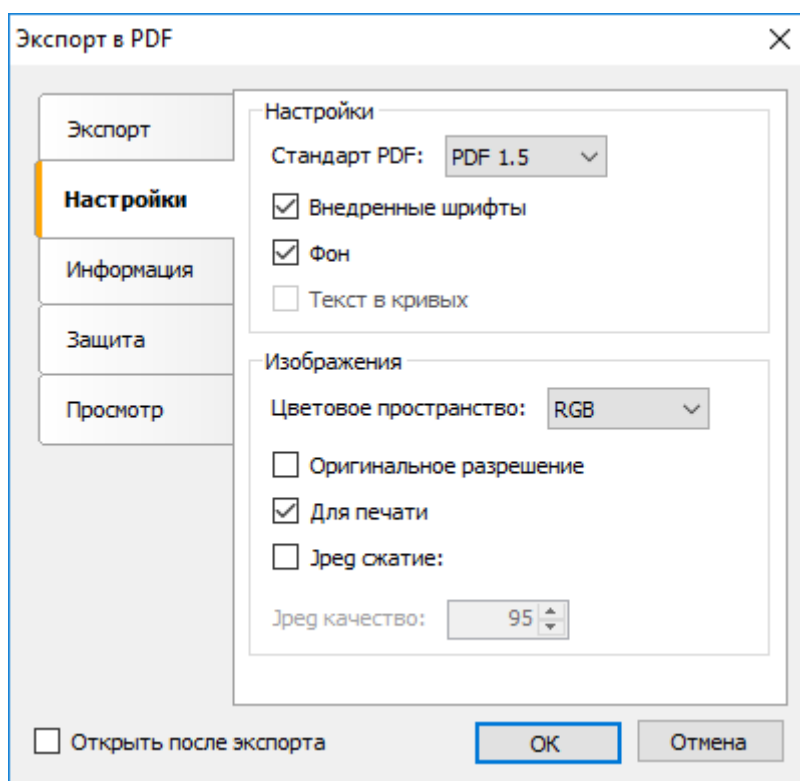 Экспорт в PDF
Экспорт
Настройки
Информация
Защита
Просмотр
Настройки
Стандарт PDF: PDF 1.5
Внедренные шрифты
Фон
Текст в кривых
Изображения
Цветовое пространство: RGB
Оригинальное разрешение
Для печати
Jpeg сжатие:
Jpeg качество: 95
Открыть после экспорта
OK
Отмена